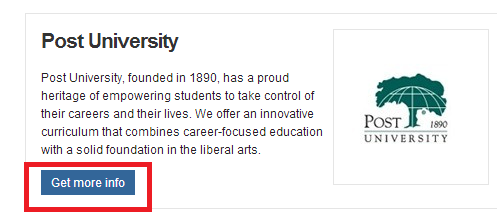 Post University
Post University, founded in 1890, has a proud
heritage of empowering students to take control of
their careers and their lives. We offer an innovative
curriculum that combines career-focused education
with a solid foundation in the liberal arts.
Get more info
POST 1890
UNIVERSITY